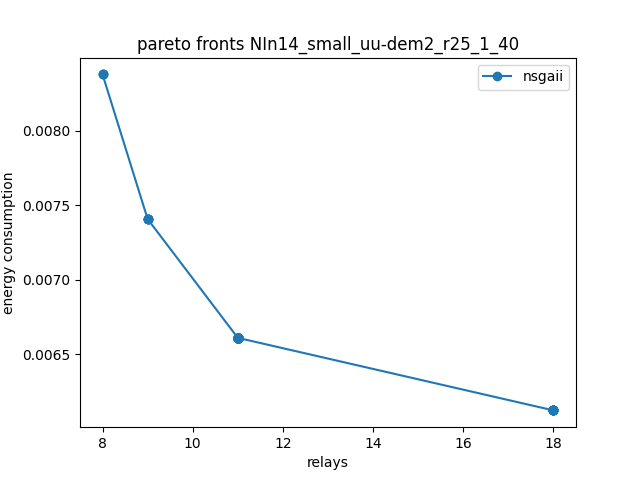 pareto fronts NIn14_small_uu-dem2_r25_1_40
nsgaii
energy consumption
0.0080
0.0075
0.0070
0.0065
8 10 12 14 16 18
relays